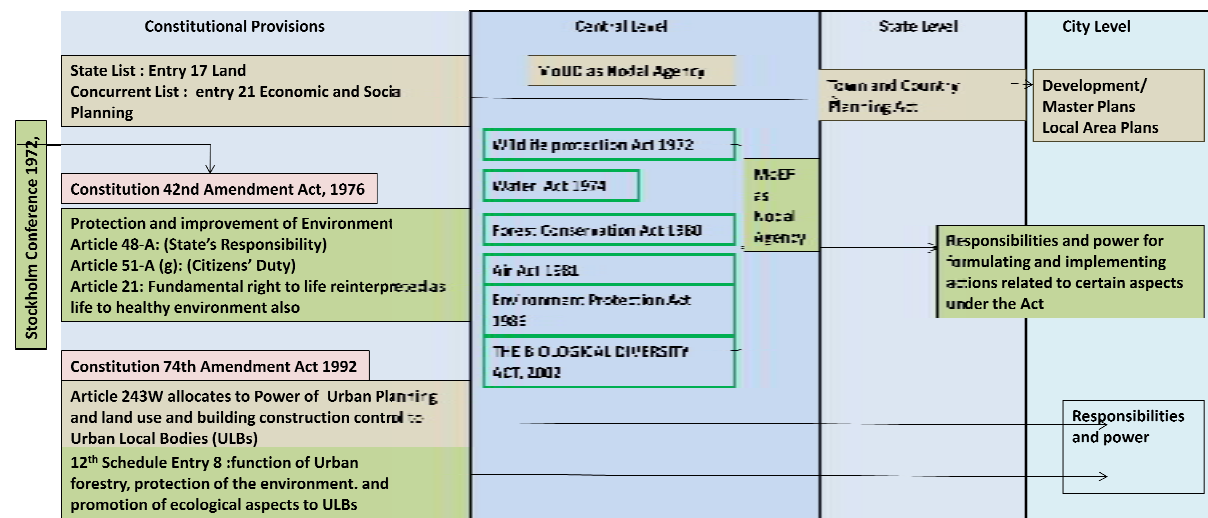 Constitutional Provisions
Central Level
State Level
City Level
State List : Entry 17 Land
Concurrent List : entry 21 Economic and Social
Planning
MoUD as Nodal Agency
Town and Country
Planning Act
Development/
Master Plans
Local Area Plans
Stockholm Conference 1972,
Constitution 42nd Amendment Act, 1976
Protection and improvement of Environment
Article 48-A: (State's Responsibility)
Article 51-A (g): (Citizens' Duty)
Article 21: Fundamental right to life reinterpreted as
life to healthy environment also
Wild life protection Act 1972
Water Act 1974
Forest Conservation Act 1980
Air Act 1981
Environment Protection Act
1986
THE BIOLOGICAL DIVERSITY
ACT, 2002
MoEF
as
Nodal
Agency
Responsibilities and power for
formulating and implementing
actions related to certain aspects
under the Act
Constitution 74th Amendment Act 1992
Article 243W allocates to Power of Urban Planning
and land use and building construction control to
Urban Local Bodies (ULBs)
12th Schedule Entry 8 :function of Urban
forestry, protection of the environment. and
promotion of ecological aspects to ULBs
Responsibilities
and power